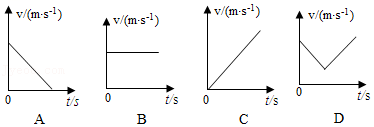 v/(m·s⁻¹) v/(m·s⁻¹) v/(m·s⁻¹) v/(m·s⁻¹)
0 t/s 0 t/s 0 t/s 0 t/s
A B C D